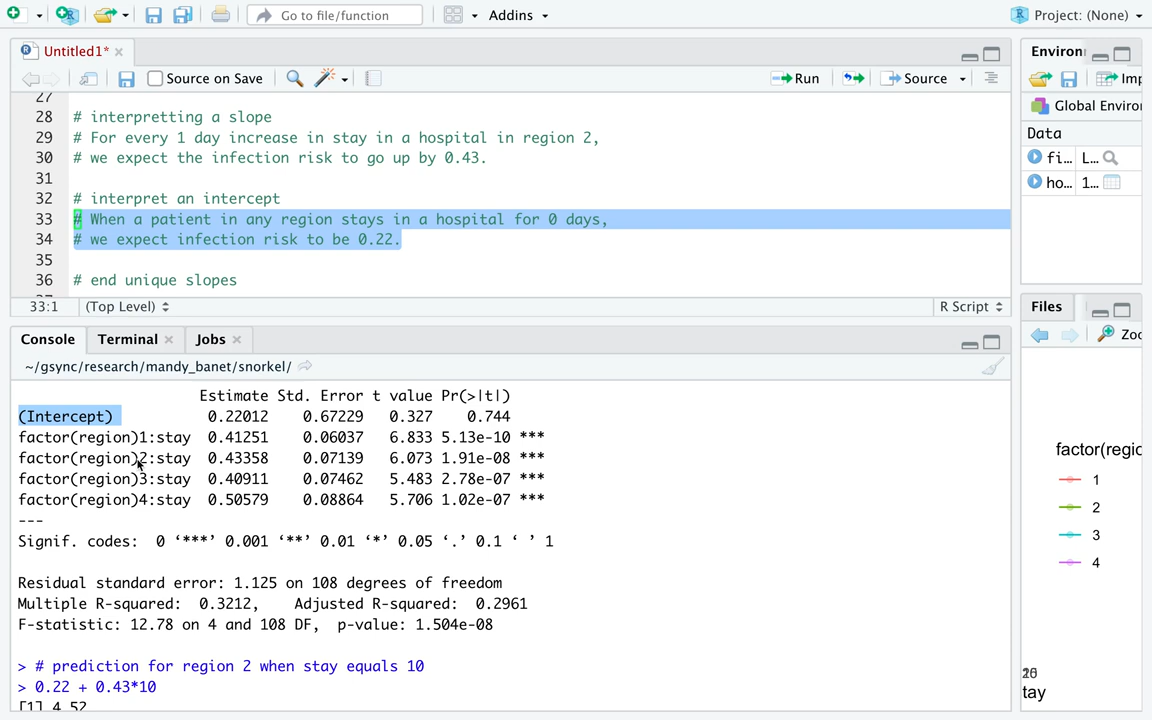 Go to file/function
Addins
Project: (None)
Untitled1*
Source on Save
Run
Source
27
28 # interpretting a slope
29 # For every 1 day increase in stay in a hospital in region 2,
30 # we expect the infection risk to go up by 0.43.
31
32 # interpret an intercept
33 # When a patient in any region stays in a hospital for 0 days,
34 # we expect infection risk to be 0.22.
35
36 # end unique slopes
33:1 (Top Level) R Script
Console Terminal Jobs
~/gsync/research/mandy_banet/snorkel/
Estimate Std. Error t value Pr(>|t|)
(Intercept) 0.22012 0.67229 0.327 0.744
factor(region)1:stay 0.41251 0.06037 6.833 5.13e-10 ***
factor(region)2:stay 0.43358 0.07139 6.073 1.91e-08 ***
factor(region)3:stay 0.40911 0.07462 5.483 2.78e-07 ***
factor(region)4:stay 0.50579 0.08864 5.706 1.02e-07 ***
---
Signif. codes: 0 ‘***’ 0.001 ‘**’ 0.01 ‘*’ 0.05 ‘.’ 0.1 ‘ ’ 1
Residual standard error: 1.125 on 108 degrees of freedom
Multiple R-squared: 0.3212, Adjusted R-squared: 0.2961
F-statistic: 12.78 on 4 and 108 DF, p-value: 1.504e-08
> # prediction for region 2 when stay equals 10
> 0.22 + 0.43*10
[1] 4.52
Environ
Imp
Global Enviro
Data
fi... L...
ho... 1...
Files
Zoo
factor(regio
1
2
3
4
tay